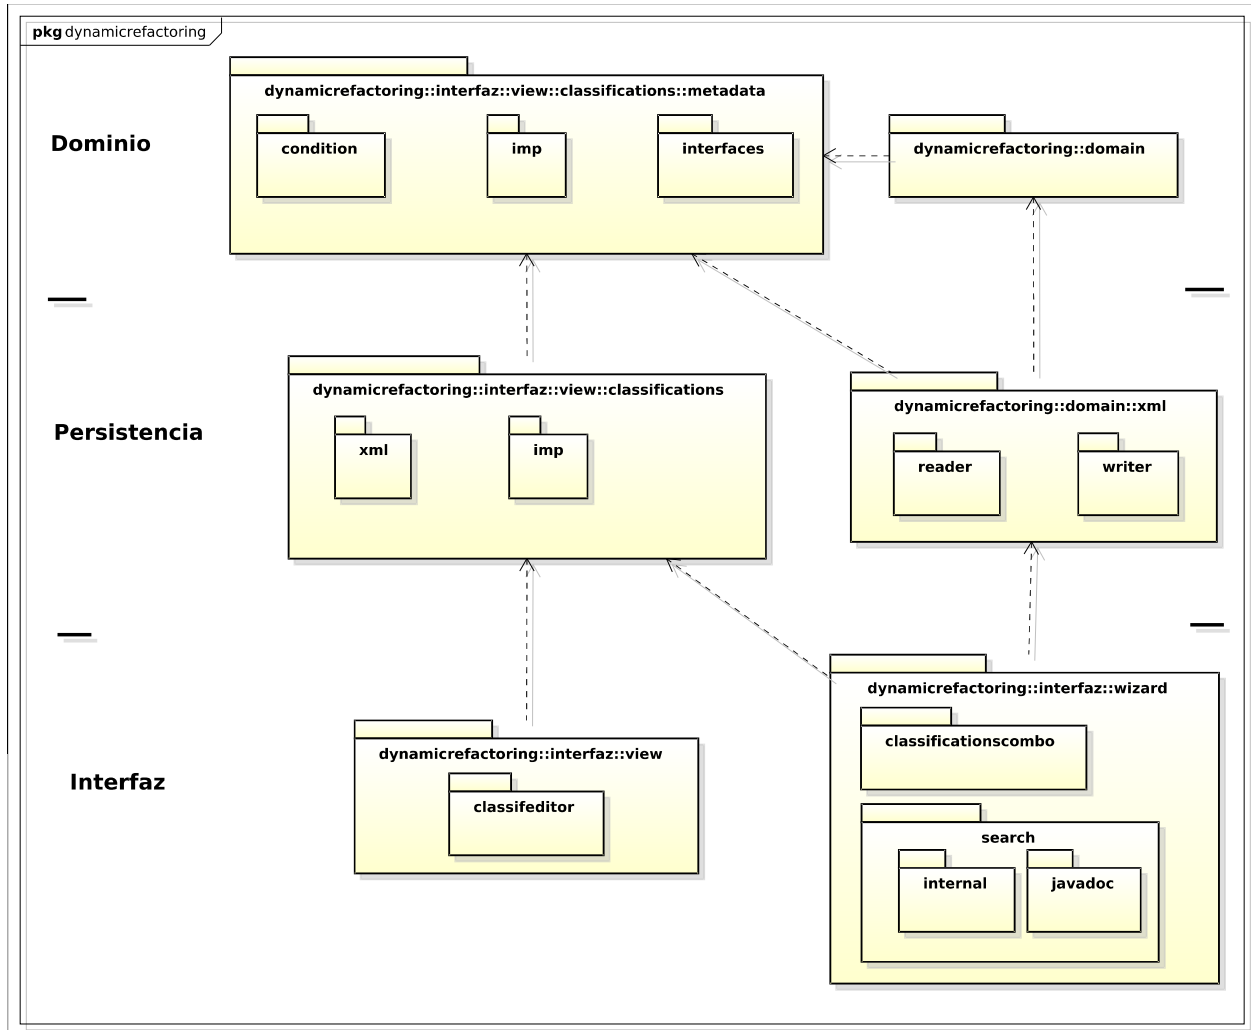 pkg dynamicrefactoring
dynamicrefactoring::interfaz::view::classifications::metadata
Dominio
condition
imp
interfaces
dynamicrefactoring::domain
dynamicrefactoring::interfaz::view::classifications
dynamicrefactoring::domain::xml
Persistencia
xml
imp
reader
writer
dynamicrefactoring::interfaz::wizard
classificationscombo
dynamicrefactoring::interfaz::view
Interfaz
classifeditor
search
internal
javadoc